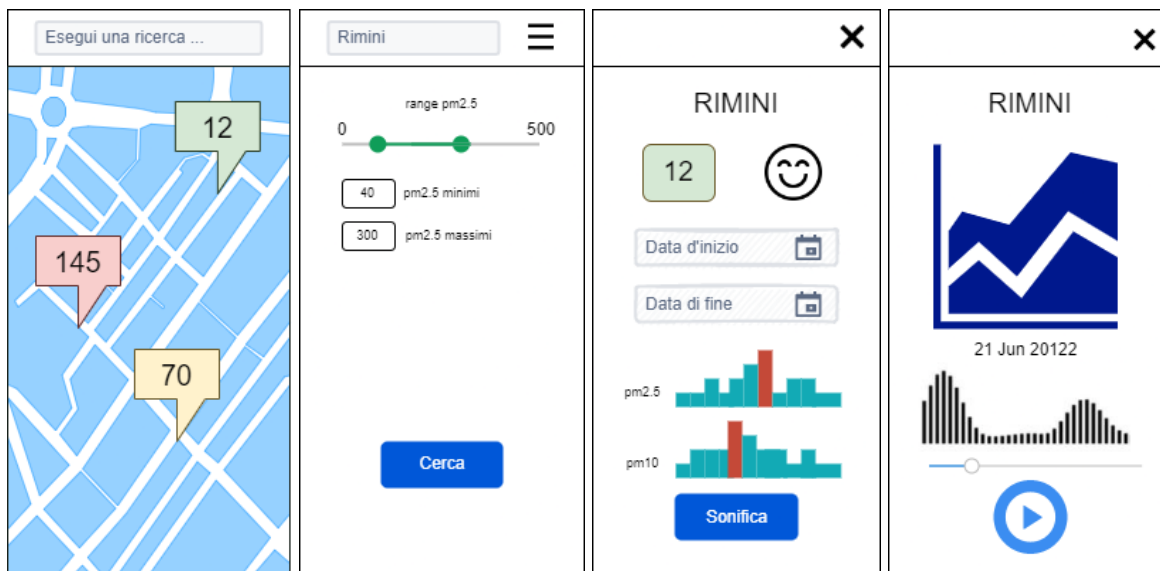 Esegui una ricerca ...
12
145
70
Rimini
range pm2.5
0 500
40 pm2.5 minimi
300 pm2.5 massimi
Cerca
RIMINI
12
Data d'inizio
Data di fine
pm2.5
pm10
Sonifica
RIMINI
21 Jun 20122